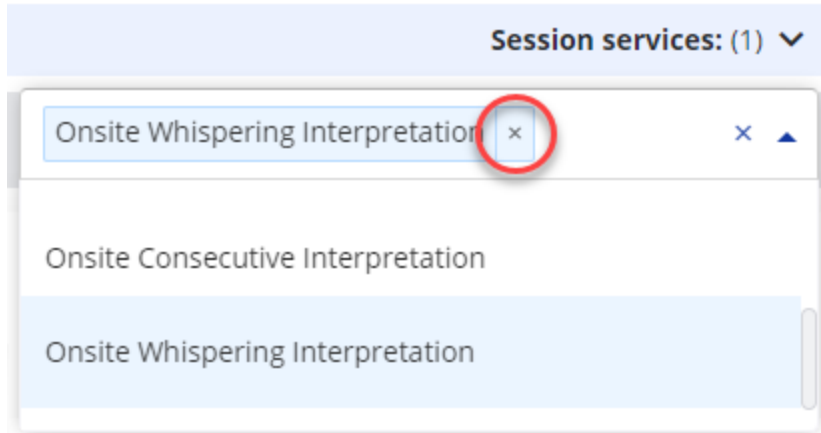 Session services: (1)
Onsite Whispering Interpretation ×
Onsite Consecutive Interpretation
Onsite Whispering Interpretation